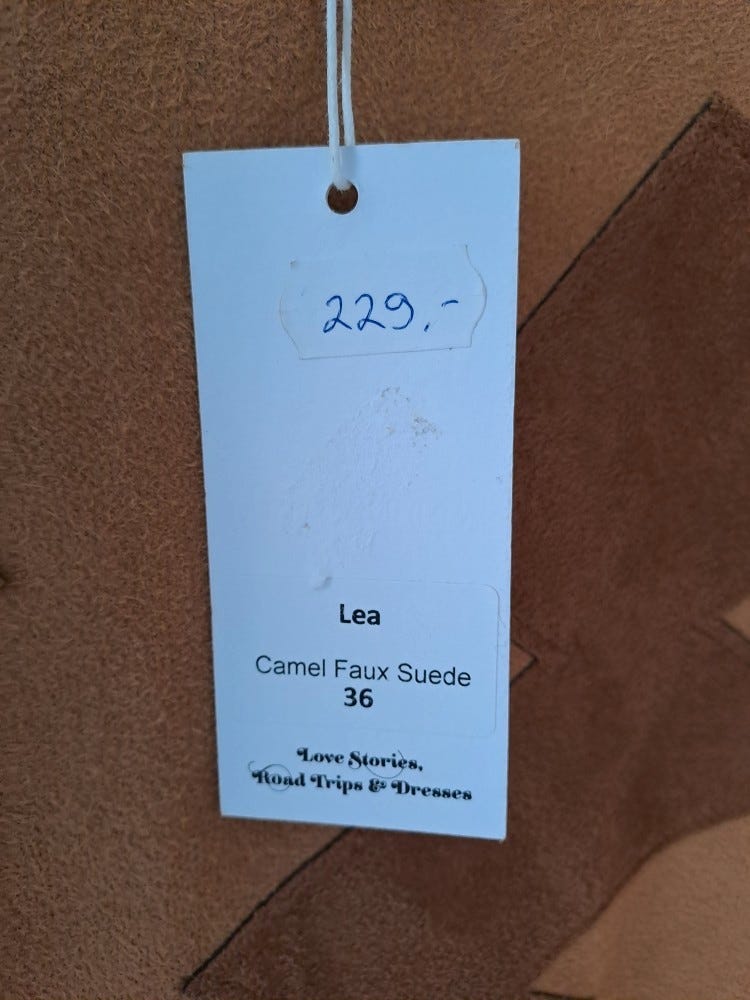 229,-
Lea
Camel Faux Suede
36
Love Stories,
Road Trips & Dresses